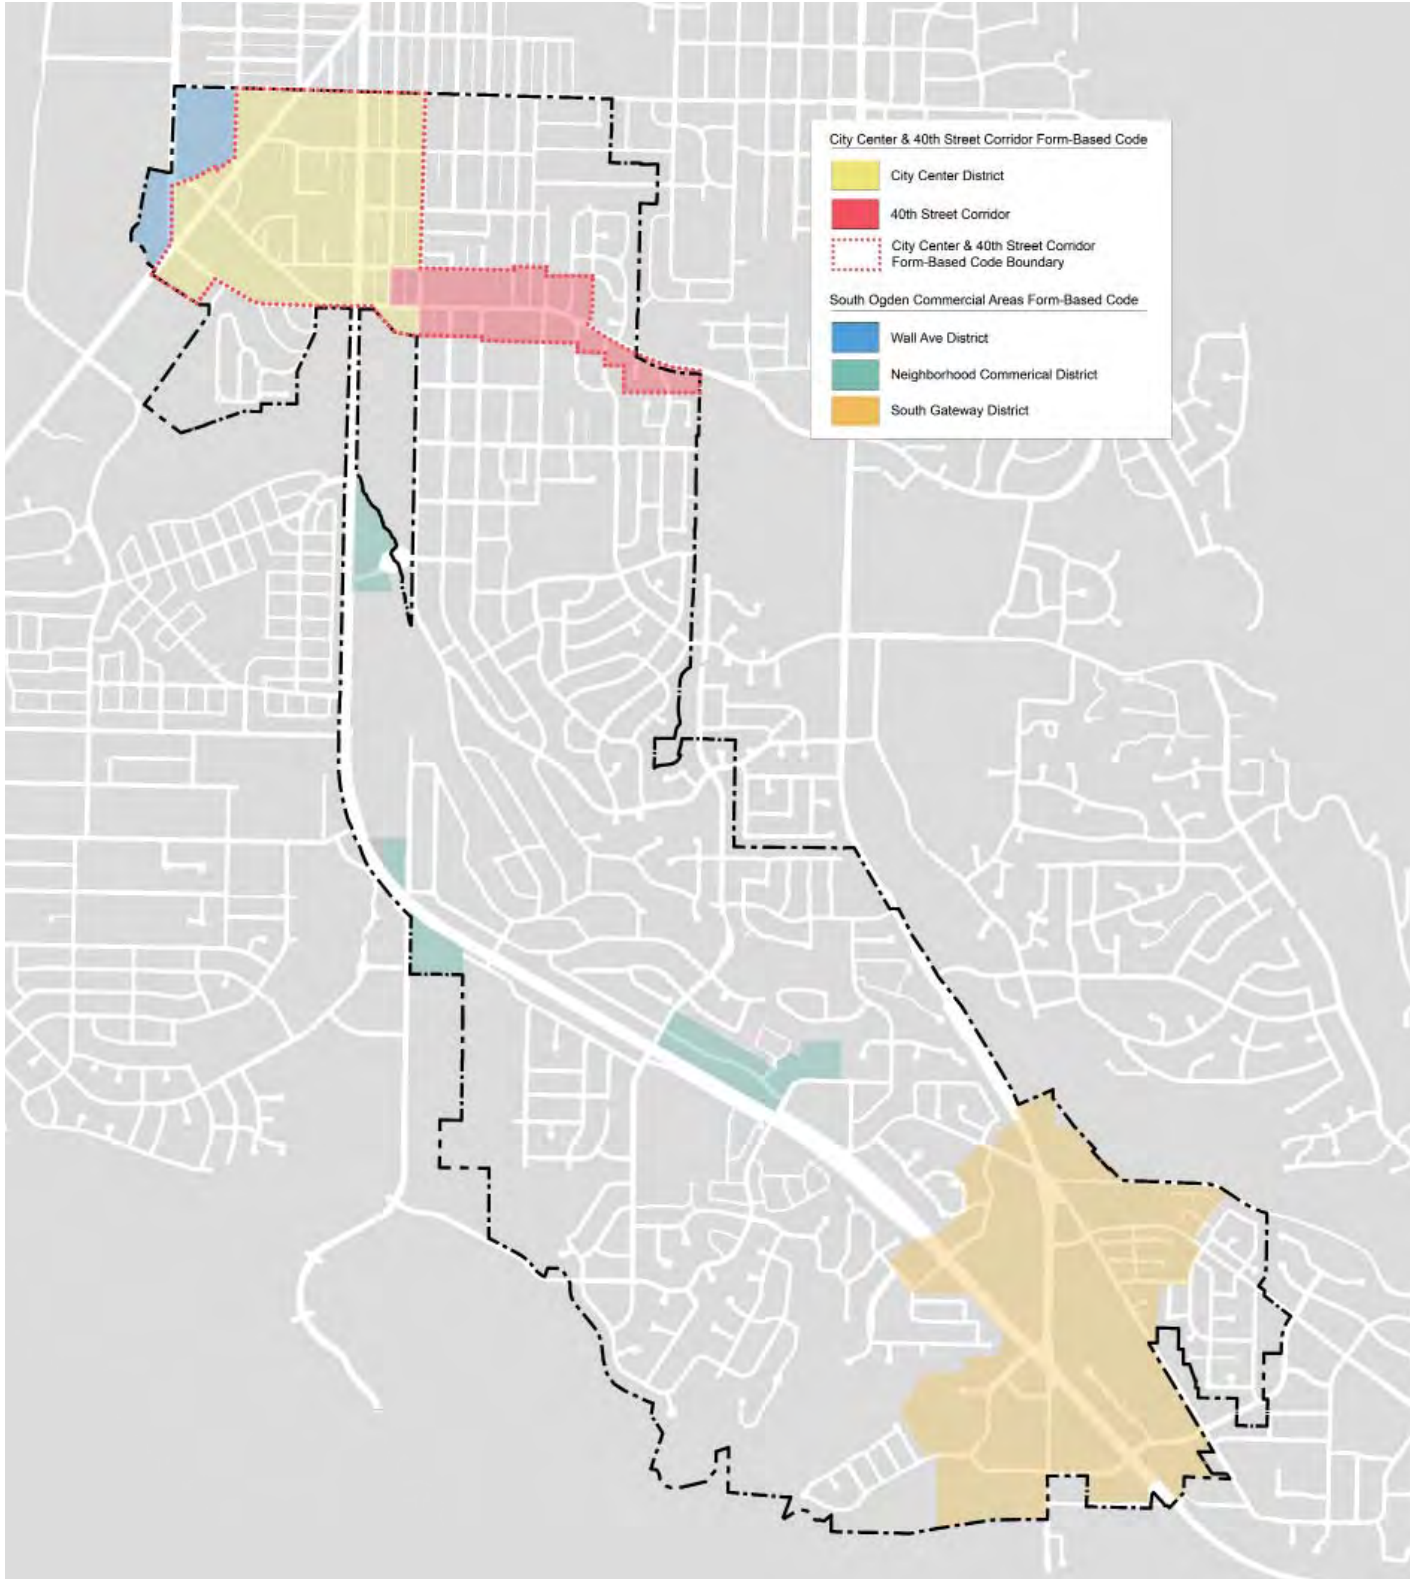 City Center & 40th Street Corridor Form-Based Code
City Center District
40th Street Corridor
City Center & 40th Street Corridor
Form-Based Code Boundary
South Ogden Commercial Areas Form-Based Code
Wall Ave District
Neighborhood Commerical District
South Gateway District